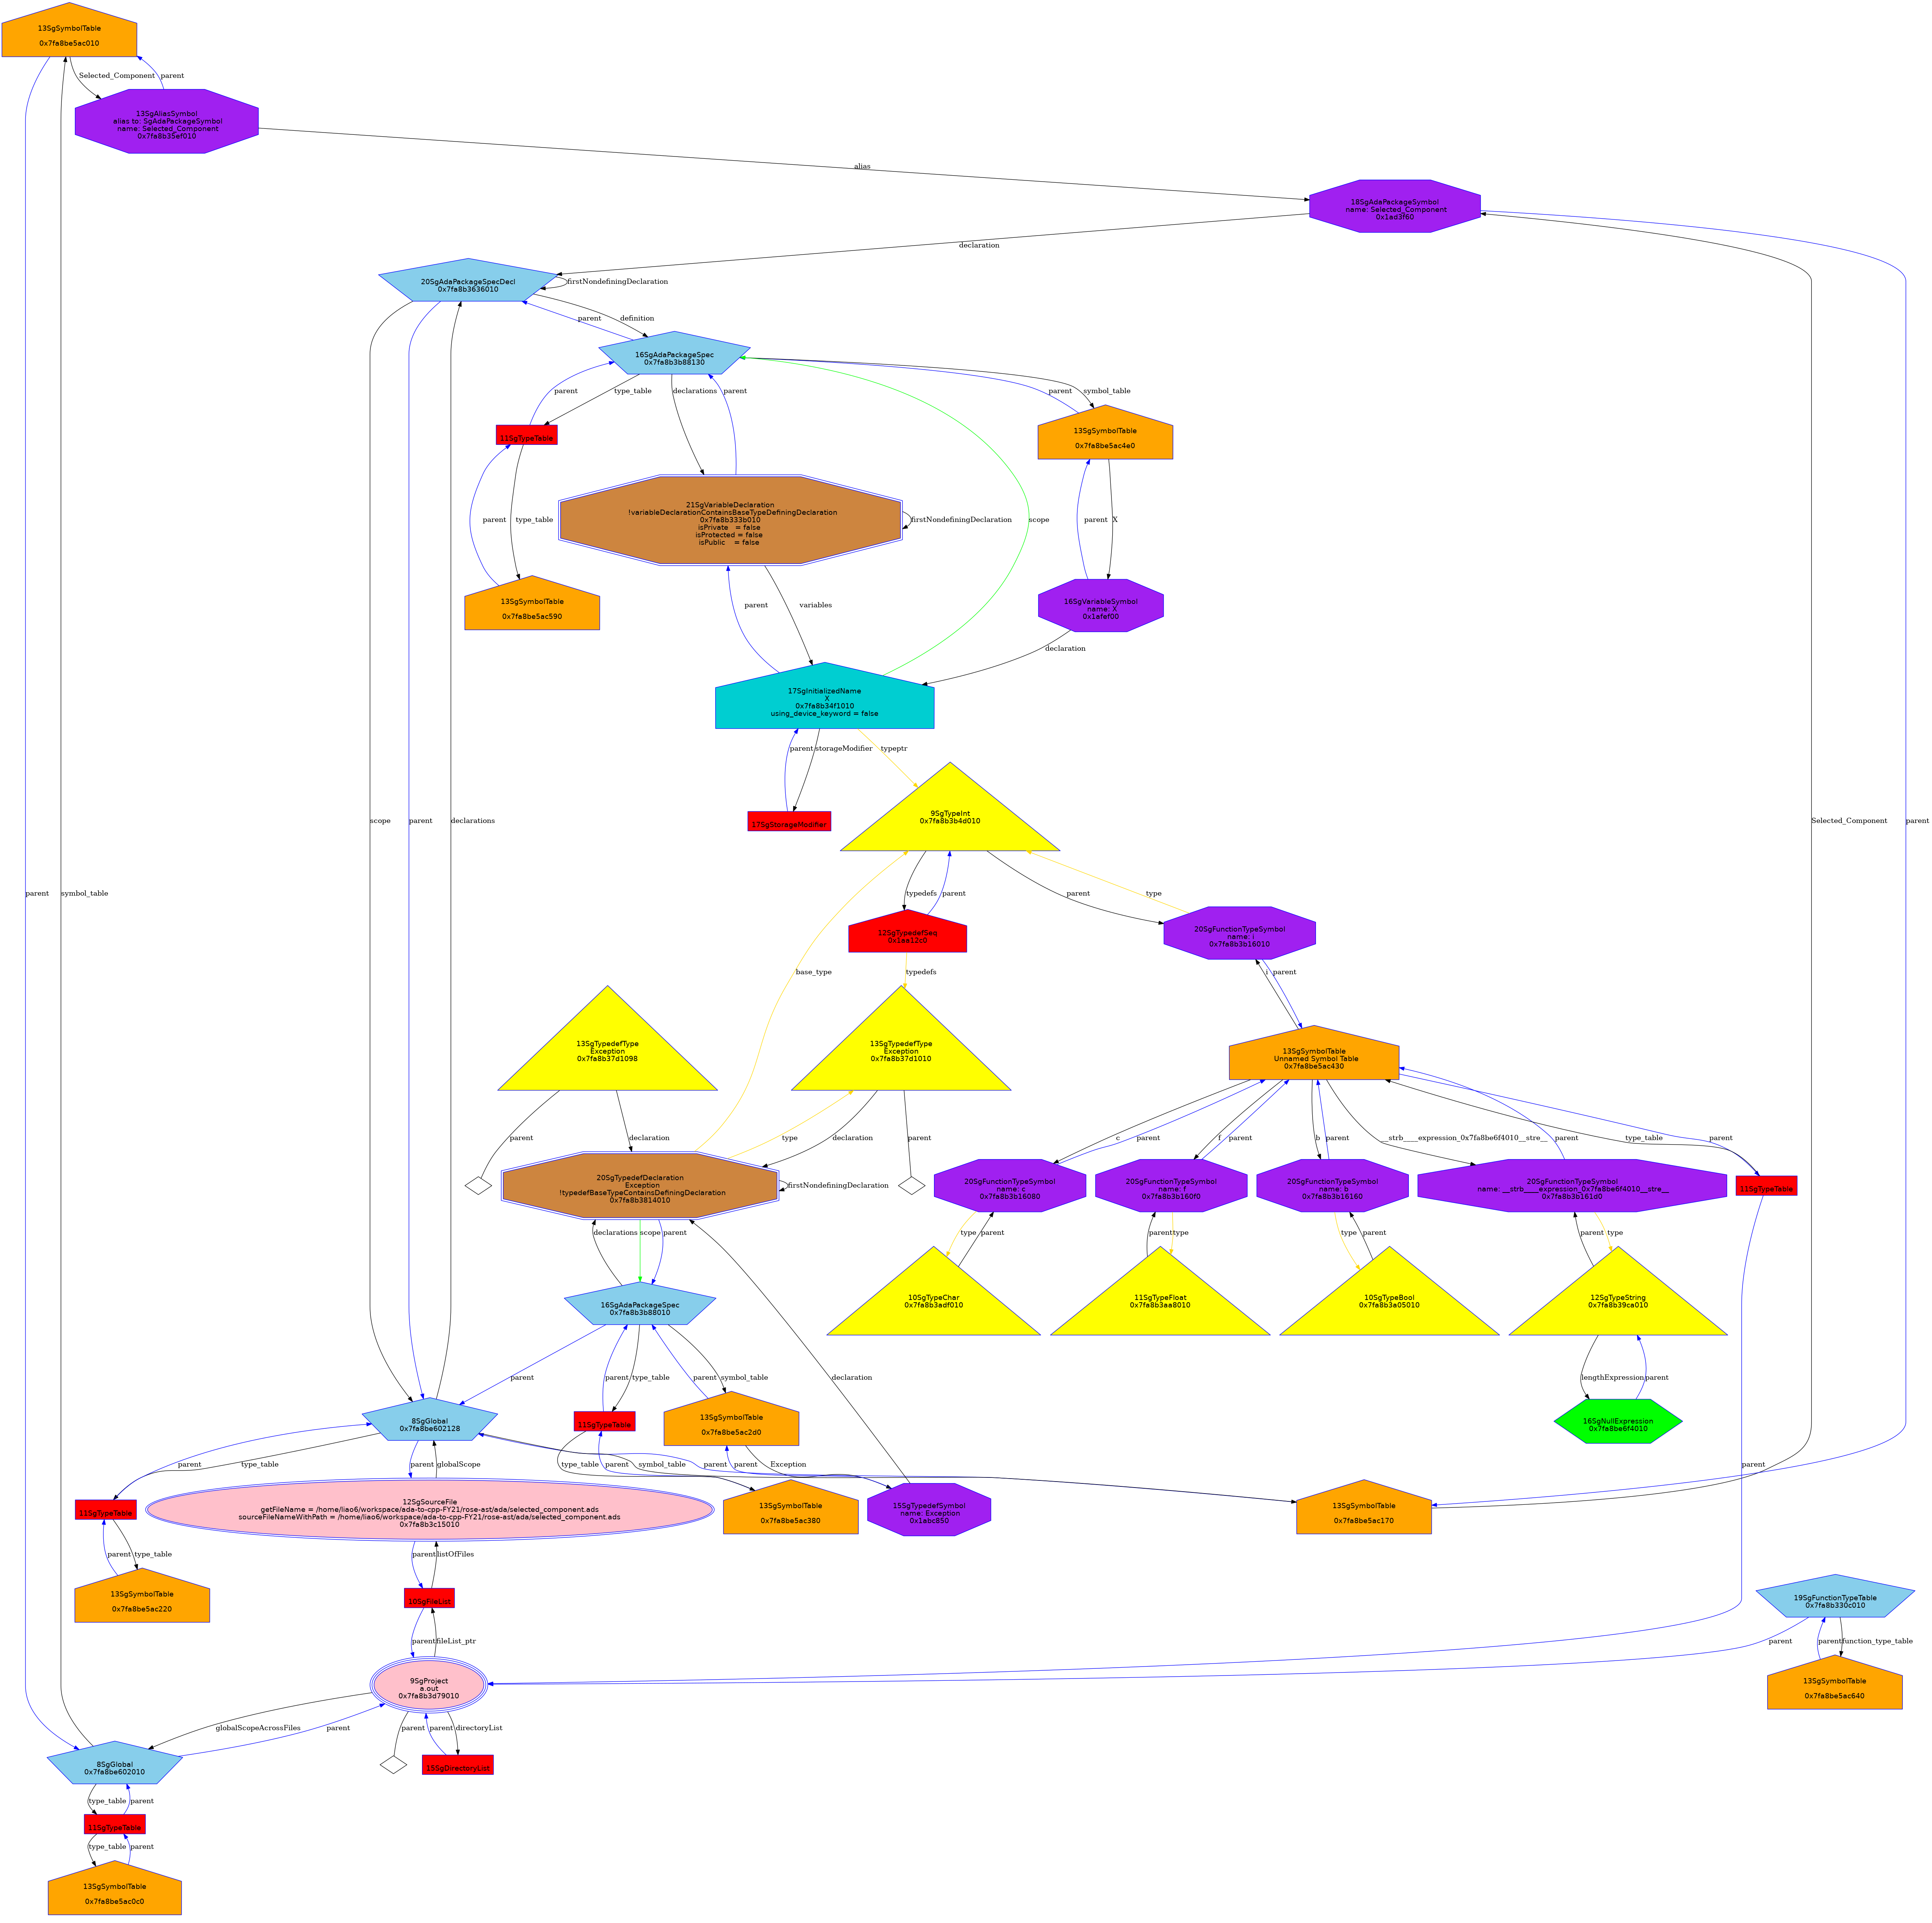 13SgSymbolTable
0x7fa8be5ac010
Selected_Component
parent
13SgAliasSymbol
alias to: SgAdaPackageSymbol
name: Selected_Component
0x7fa8b35ef010
alias
18SgAdaPackageSymbol
name: Selected_Component
0x1ad3f60
declaration
20SgAdaPackageSpecDecl
0x7fa8b3636010
firstNondefiningDeclaration
parent
definition
16SgAdaPackageSpec
0x7fa8b3b88130
parent
type_table
declarations
parent
parent
symbol_table
11SgTypeTable
13SgSymbolTable
0x7fa8be5ac4e0
21SgVariableDeclaration
!variableDeclarationContainsBaseTypeDefiningDeclaration
0x7fa8b333b010
isPrivate = false
isProtected = false
isPublic = false
firstNondefiningDeclaration
scope
parent
type_table
parent
X
13SgSymbolTable
0x7fa8be5ac590
16SgVariableSymbol
name: X
0x1afef00
parent
variables
declaration
17SgInitializedName
X
0x7fa8b34f1010
using_device_keyword = false
parent
storageModifier
typeptr
17SgStorageModifier
9SgTypeInt
0x7fa8b3b4d010
scope
parent
declarations
Selected_Component
parent
parent
symbol_table
typedefs
parent
parent
type
12SgTypedefSeq
0x1aa12c0
20SgFunctionTypeSymbol
name: i
0x7fa8b3b16010
base_type
typedefs
i
parent
13SgTypedefType
Exception
0x7fa8b37d1098
13SgTypedefType
Exception
0x7fa8b37d1010
13SgSymbolTable
Unnamed Symbol Table
0x7fa8be5ac430
parent
declaration
type
declaration
parent
c
parent
f
parent
b
parent
__strb____expression_0x7fa8be6f4010__stre__
parent
type_table
parent
20SgTypedefDeclaration
Exception
!typedefBaseTypeContainsDefiningDeclaration
0x7fa8b3814010
firstNondefiningDeclaration
20SgFunctionTypeSymbol
name: c
0x7fa8b3b16080
20SgFunctionTypeSymbol
name: f
0x7fa8b3b160f0
20SgFunctionTypeSymbol
name: b
0x7fa8b3b16160
20SgFunctionTypeSymbol
name: __strb____expression_0x7fa8be6f4010__stre__
0x7fa8b3b161d0
11SgTypeTable
declarations
scope
parent
type
parent
parent
type
type
parent
parent
type
16SgAdaPackageSpec
0x7fa8b3b88010
10SgTypeChar
0x7fa8b3adf010
11SgTypeFloat
0x7fa8b3aa8010
10SgTypeBool
0x7fa8b3a05010
12SgTypeString
0x7fa8b39ca010
parent
parent
type_table
parent
symbol_table
declaration
lengthExpression
parent
8SgGlobal
0x7fa8be602128
11SgTypeTable
13SgSymbolTable
0x7fa8be5ac2d0
16SgNullExpression
0x7fa8be6f4010
parent
type_table
parent
globalScope
type_table
parent
symbol_table
parent
parent
Exception
parent
11SgTypeTable
12SgSourceFile
getFileName = /home/liao6/workspace/ada-to-cpp-FY21/rose-ast/ada/selected_component.ads
sourceFileNameWithPath = /home/liao6/workspace/ada-to-cpp-FY21/rose-ast/ada/selected_component.ads
0x7fa8b3c15010
13SgSymbolTable
0x7fa8be5ac380
15SgTypedefSymbol
name: Exception
0x1abc850
13SgSymbolTable
0x7fa8be5ac170
parent
type_table
parent
listOfFiles
13SgSymbolTable
0x7fa8be5ac220
10SgFileList
19SgFunctionTypeTable
0x7fa8b330c010
parent
fileList_ptr
parent
parent
function_type_table
9SgProject
a.out
0x7fa8b3d79010
13SgSymbolTable
0x7fa8be5ac640
globalScopeAcrossFiles
parent
parent
parent
directoryList
8SgGlobal
0x7fa8be602010
15SgDirectoryList
type_table
parent
11SgTypeTable
type_table
parent
13SgSymbolTable
0x7fa8be5ac0c0